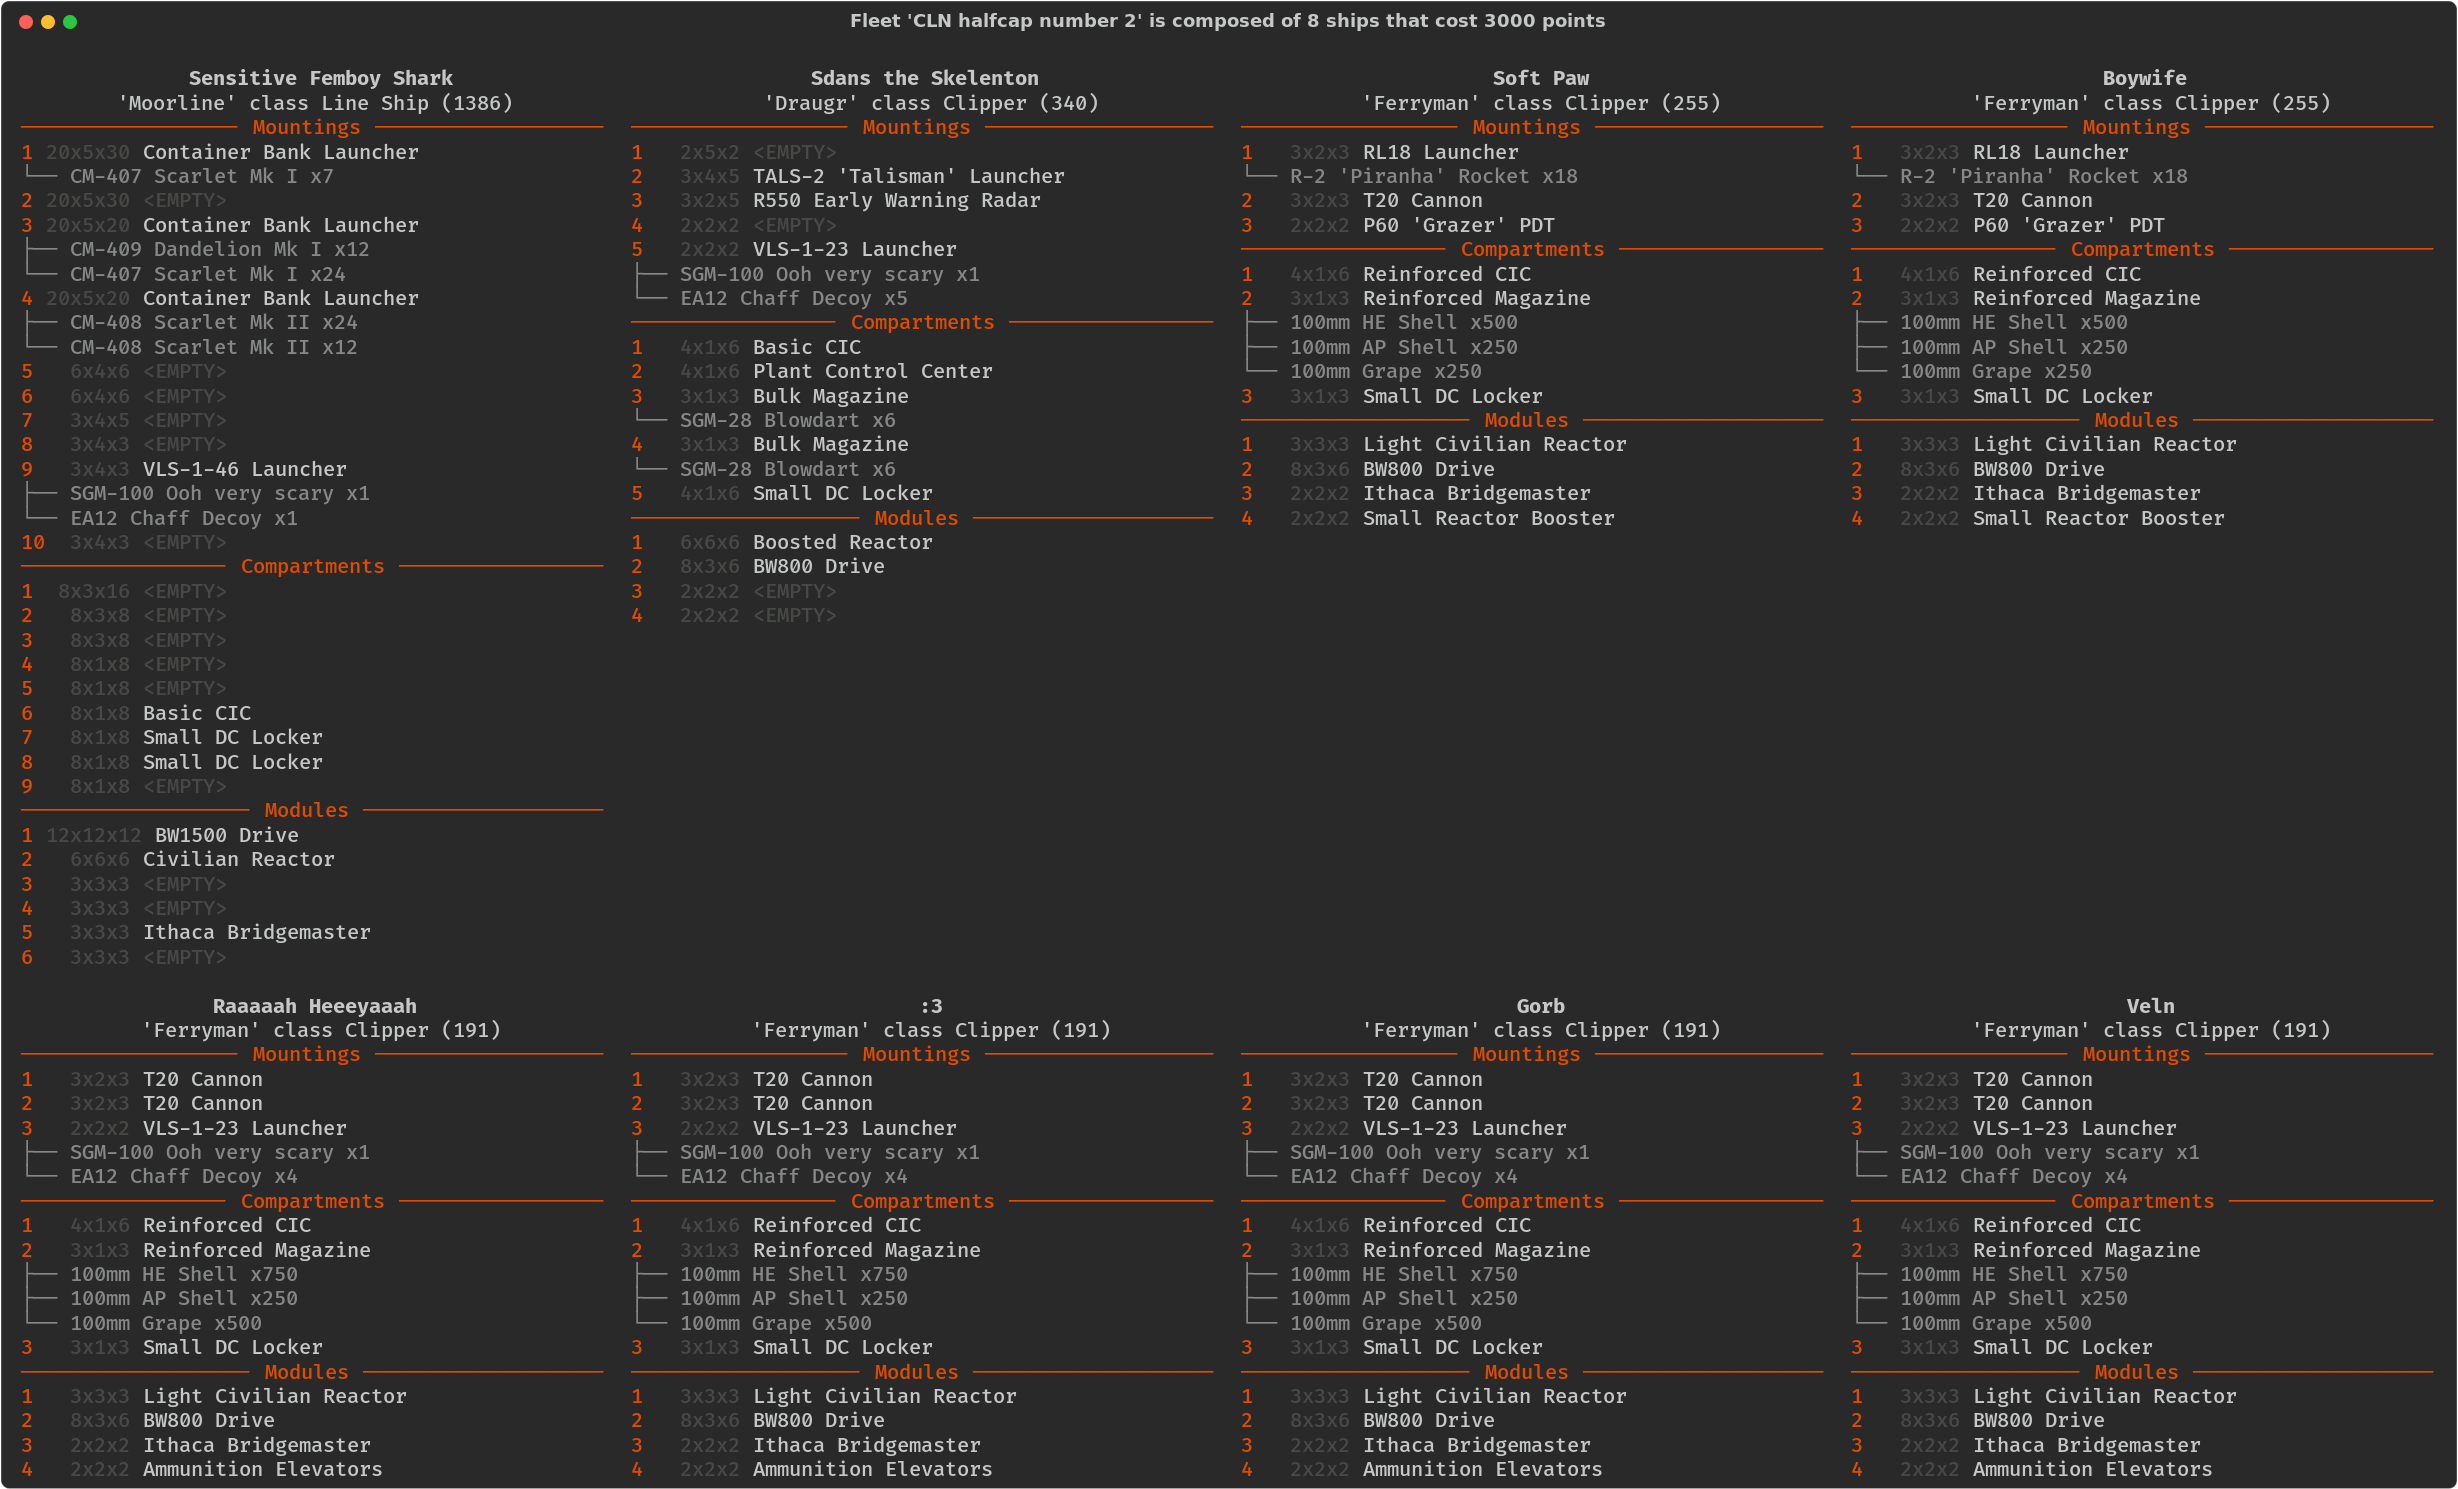 Fleet 'CLN halfcap number 2' is composed of 8 ships that cost 3000 points
Sensitive Femboy Shark
'Moorline' class Line Ship (1386)
Mountings
1 20x5x30 Container Bank Launcher
CM-407 Scarlet Mk I x7
2 20x5x30 <EMPTY>
3 20x5x20 Container Bank Launcher
CM-409 Dandelion Mk I x12
CM-407 Scarlet Mk I x24
4 20x5x20 Container Bank Launcher
CM-408 Scarlet Mk II x24
CM-408 Scarlet Mk II x12
5 6x4x6 <EMPTY>
6 6x4x6 <EMPTY>
7 3x4x5 <EMPTY>
8 3x4x3 <EMPTY>
9 3x4x3 VLS-1-46 Launcher
SGM-100 Ooh very scary x1
EA12 Chaff Decoy x1
10 3x4x3 <EMPTY>
Compartments
1 8x3x16 <EMPTY>
2 8x3x8 <EMPTY>
3 8x3x8 <EMPTY>
4 8x1x8 <EMPTY>
5 8x1x8 <EMPTY>
6 8x1x8 Basic CIC
7 8x1x8 Small DC Locker
8 8x1x8 Small DC Locker
9 8x1x8 <EMPTY>
Modules
1 12x12x12 BW1500 Drive
2 6x6x6 Civilian Reactor
3 3x3x3 <EMPTY>
4 3x3x3 <EMPTY>
5 3x3x3 Ithaca Bridgemaster
6 3x3x3 <EMPTY>
Sdans the Skelenton
'Draugr' class Clipper (340)
Mountings
1 2x5x2 <EMPTY>
2 3x4x5 TALS-2 'Talisman' Launcher
3 3x2x5 R550 Early Warning Radar
4 2x2x2 <EMPTY>
5 2x2x2 VLS-1-23 Launcher
SGM-100 Ooh very scary x1
EA12 Chaff Decoy x5
Compartments
1 4x1x6 Basic CIC
2 4x1x6 Plant Control Center
3 3x1x3 Bulk Magazine
SGM-28 Blowdart x6
4 3x1x3 Bulk Magazine
SGM-28 Blowdart x6
5 4x1x6 Small DC Locker
Modules
1 6x6x6 Boosted Reactor
2 8x3x6 BW800 Drive
3 2x2x2 <EMPTY>
4 2x2x2 <EMPTY>
Soft Paw
'Ferryman' class Clipper (255)
Mountings
1 3x2x3 RL18 Launcher
R-2 'Piranha' Rocket x18
2 3x2x3 T20 Cannon
3 2x2x2 P60 'Grazer' PDT
Compartments
1 4x1x6 Reinforced CIC
2 3x1x3 Reinforced Magazine
100mm HE Shell x500
100mm AP Shell x250
100mm Grape x250
3 3x1x3 Small DC Locker
Modules
1 3x3x3 Light Civilian Reactor
2 8x3x6 BW800 Drive
3 2x2x2 Ithaca Bridgemaster
4 2x2x2 Small Reactor Booster
Boywife
'Ferryman' class Clipper (255)
Mountings
1 3x2x3 RL18 Launcher
R-2 'Piranha' Rocket x18
2 3x2x3 T20 Cannon
3 2x2x2 P60 'Grazer' PDT
Compartments
1 4x1x6 Reinforced CIC
2 3x1x3 Reinforced Magazine
100mm HE Shell x500
100mm AP Shell x250
100mm Grape x250
3 3x1x3 Small DC Locker
Modules
1 3x3x3 Light Civilian Reactor
2 8x3x6 BW800 Drive
3 2x2x2 Ithaca Bridgemaster
4 2x2x2 Small Reactor Booster
Raaaaah Heeeyaaah
'Ferryman' class Clipper (191)
Mountings
1 3x2x3 T20 Cannon
2 3x2x3 T20 Cannon
3 2x2x2 VLS-1-23 Launcher
SGM-100 Ooh very scary x1
EA12 Chaff Decoy x4
Compartments
1 4x1x6 Reinforced CIC
2 3x1x3 Reinforced Magazine
100mm HE Shell x750
100mm AP Shell x250
100mm Grape x500
3 3x1x3 Small DC Locker
Modules
1 3x3x3 Light Civilian Reactor
2 8x3x6 BW800 Drive
3 2x2x2 Ithaca Bridgemaster
4 2x2x2 Ammunition Elevators
:3
'Ferryman' class Clipper (191)
Mountings
1 3x2x3 T20 Cannon
2 3x2x3 T20 Cannon
3 2x2x2 VLS-1-23 Launcher
SGM-100 Ooh very scary x1
EA12 Chaff Decoy x4
Compartments
1 4x1x6 Reinforced CIC
2 3x1x3 Reinforced Magazine
100mm HE Shell x750
100mm AP Shell x250
100mm Grape x500
3 3x1x3 Small DC Locker
Modules
1 3x3x3 Light Civilian Reactor
2 8x3x6 BW800 Drive
3 2x2x2 Ithaca Bridgemaster
4 2x2x2 Ammunition Elevators
Gorb
'Ferryman' class Clipper (191)
Mountings
1 3x2x3 T20 Cannon
2 3x2x3 T20 Cannon
3 2x2x2 VLS-1-23 Launcher
SGM-100 Ooh very scary x1
EA12 Chaff Decoy x4
Compartments
1 4x1x6 Reinforced CIC
2 3x1x3 Reinforced Magazine
100mm HE Shell x750
100mm AP Shell x250
100mm Grape x500
3 3x1x3 Small DC Locker
Modules
1 3x3x3 Light Civilian Reactor
2 8x3x6 BW800 Drive
3 2x2x2 Ithaca Bridgemaster
4 2x2x2 Ammunition Elevators
Veln
'Ferryman' class Clipper (191)
Mountings
1 3x2x3 T20 Cannon
2 3x2x3 T20 Cannon
3 2x2x2 VLS-1-23 Launcher
SGM-100 Ooh very scary x1
EA12 Chaff Decoy x4
Compartments
1 4x1x6 Reinforced CIC
2 3x1x3 Reinforced Magazine
100mm HE Shell x750
100mm AP Shell x250
100mm Grape x500
3 3x1x3 Small DC Locker
Modules
1 3x3x3 Light Civilian Reactor
2 8x3x6 BW800 Drive
3 2x2x2 Ithaca Bridgemaster
4 2x2x2 Ammunition Elevators